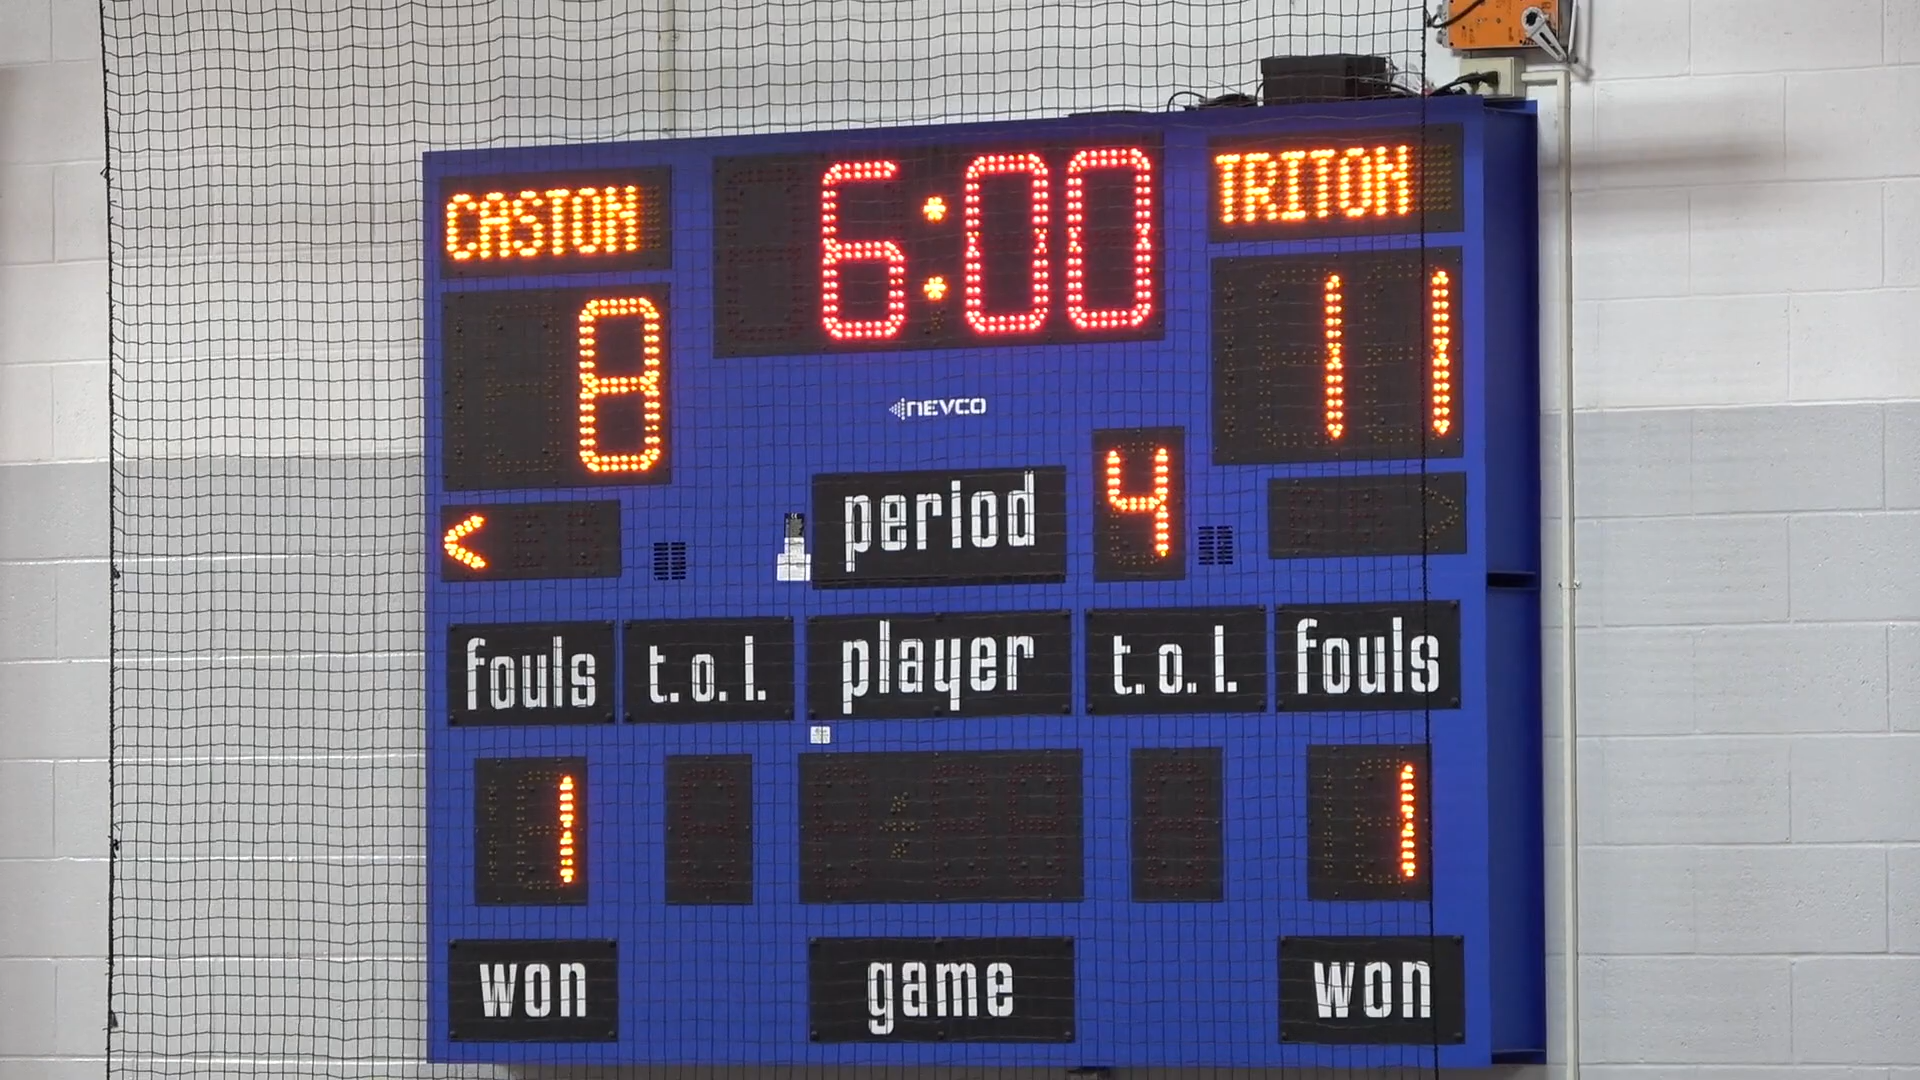 CASTON 6:00 TRITON
8 11
NEVCO
< period 4
fouls t.o.l. player t.o.l. fouls
1 1
won game won